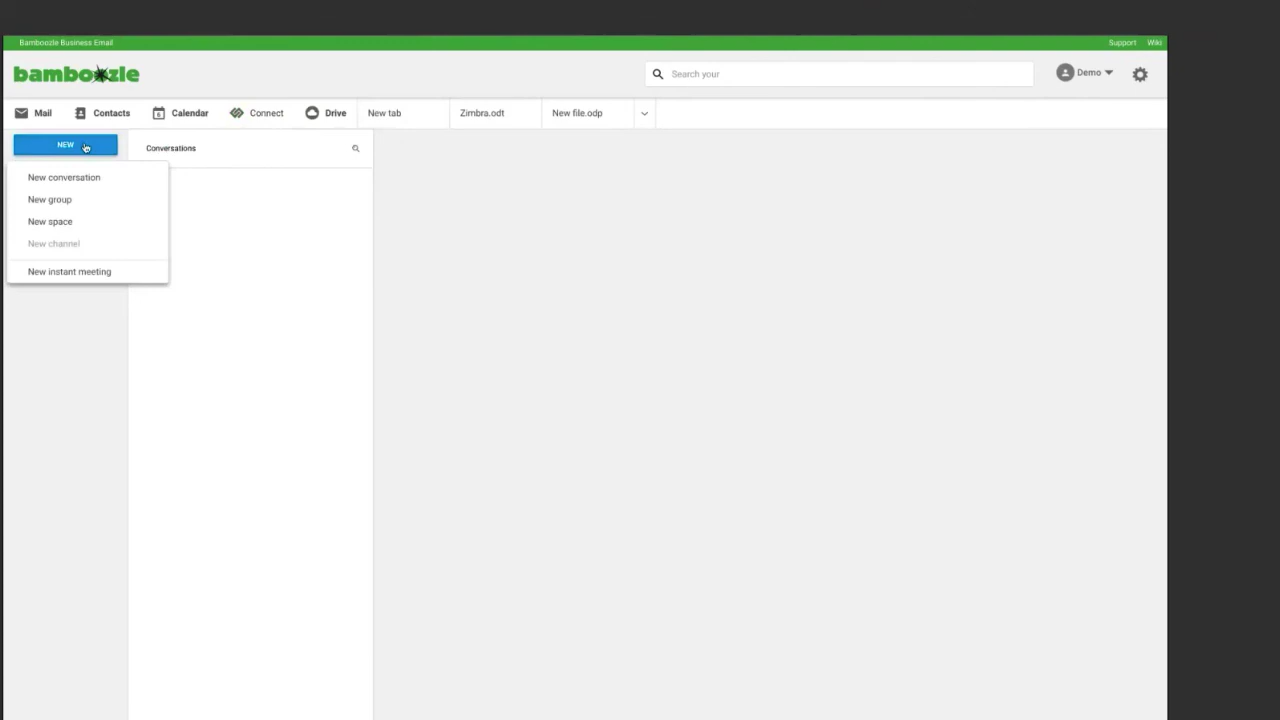 Bamboozle Business Email
Support Wiki
bamboozle
Search your
Demo
Mail Contacts Calendar Connect Drive New tab Zimbra.odt New file.odp
NEW
Conversations
New conversation
New group
New space
New channel
New instant meeting